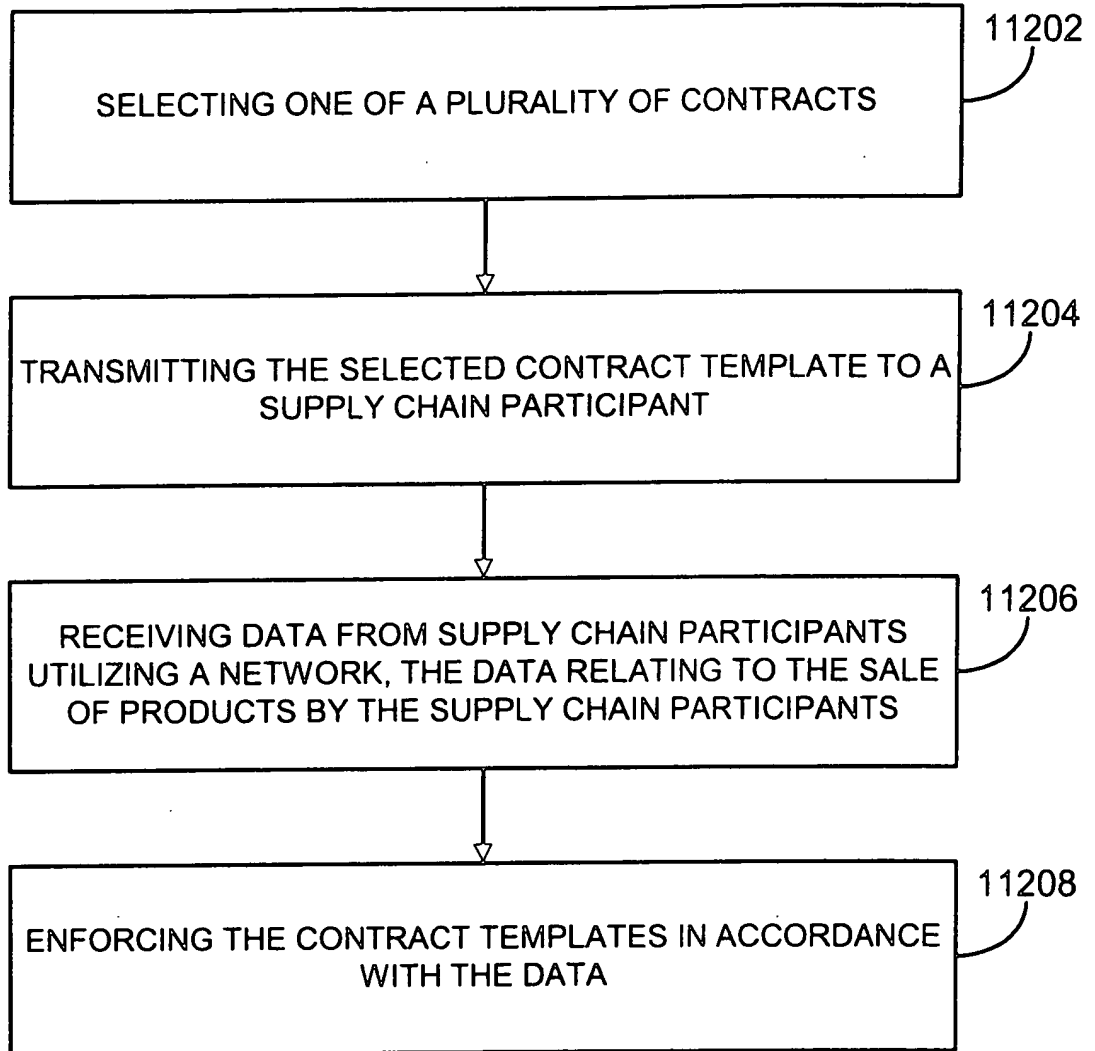 11202
SELECTING ONE OF A PLURALITY OF CONTRACTS
11204
TRANSMITTING THE SELECTED CONTRACT TEMPLATE TO A
SUPPLY CHAIN PARTICIPANT
11206
RECEIVING DATA FROM SUPPLY CHAIN PARTICIPANTS
UTILIZING A NETWORK, THE DATA RELATING TO THE SALE
OF PRODUCTS BY THE SUPPLY CHAIN PARTICIPANTS
11208
ENFORCING THE CONTRACT TEMPLATES IN ACCORDANCE
WITH THE DATA